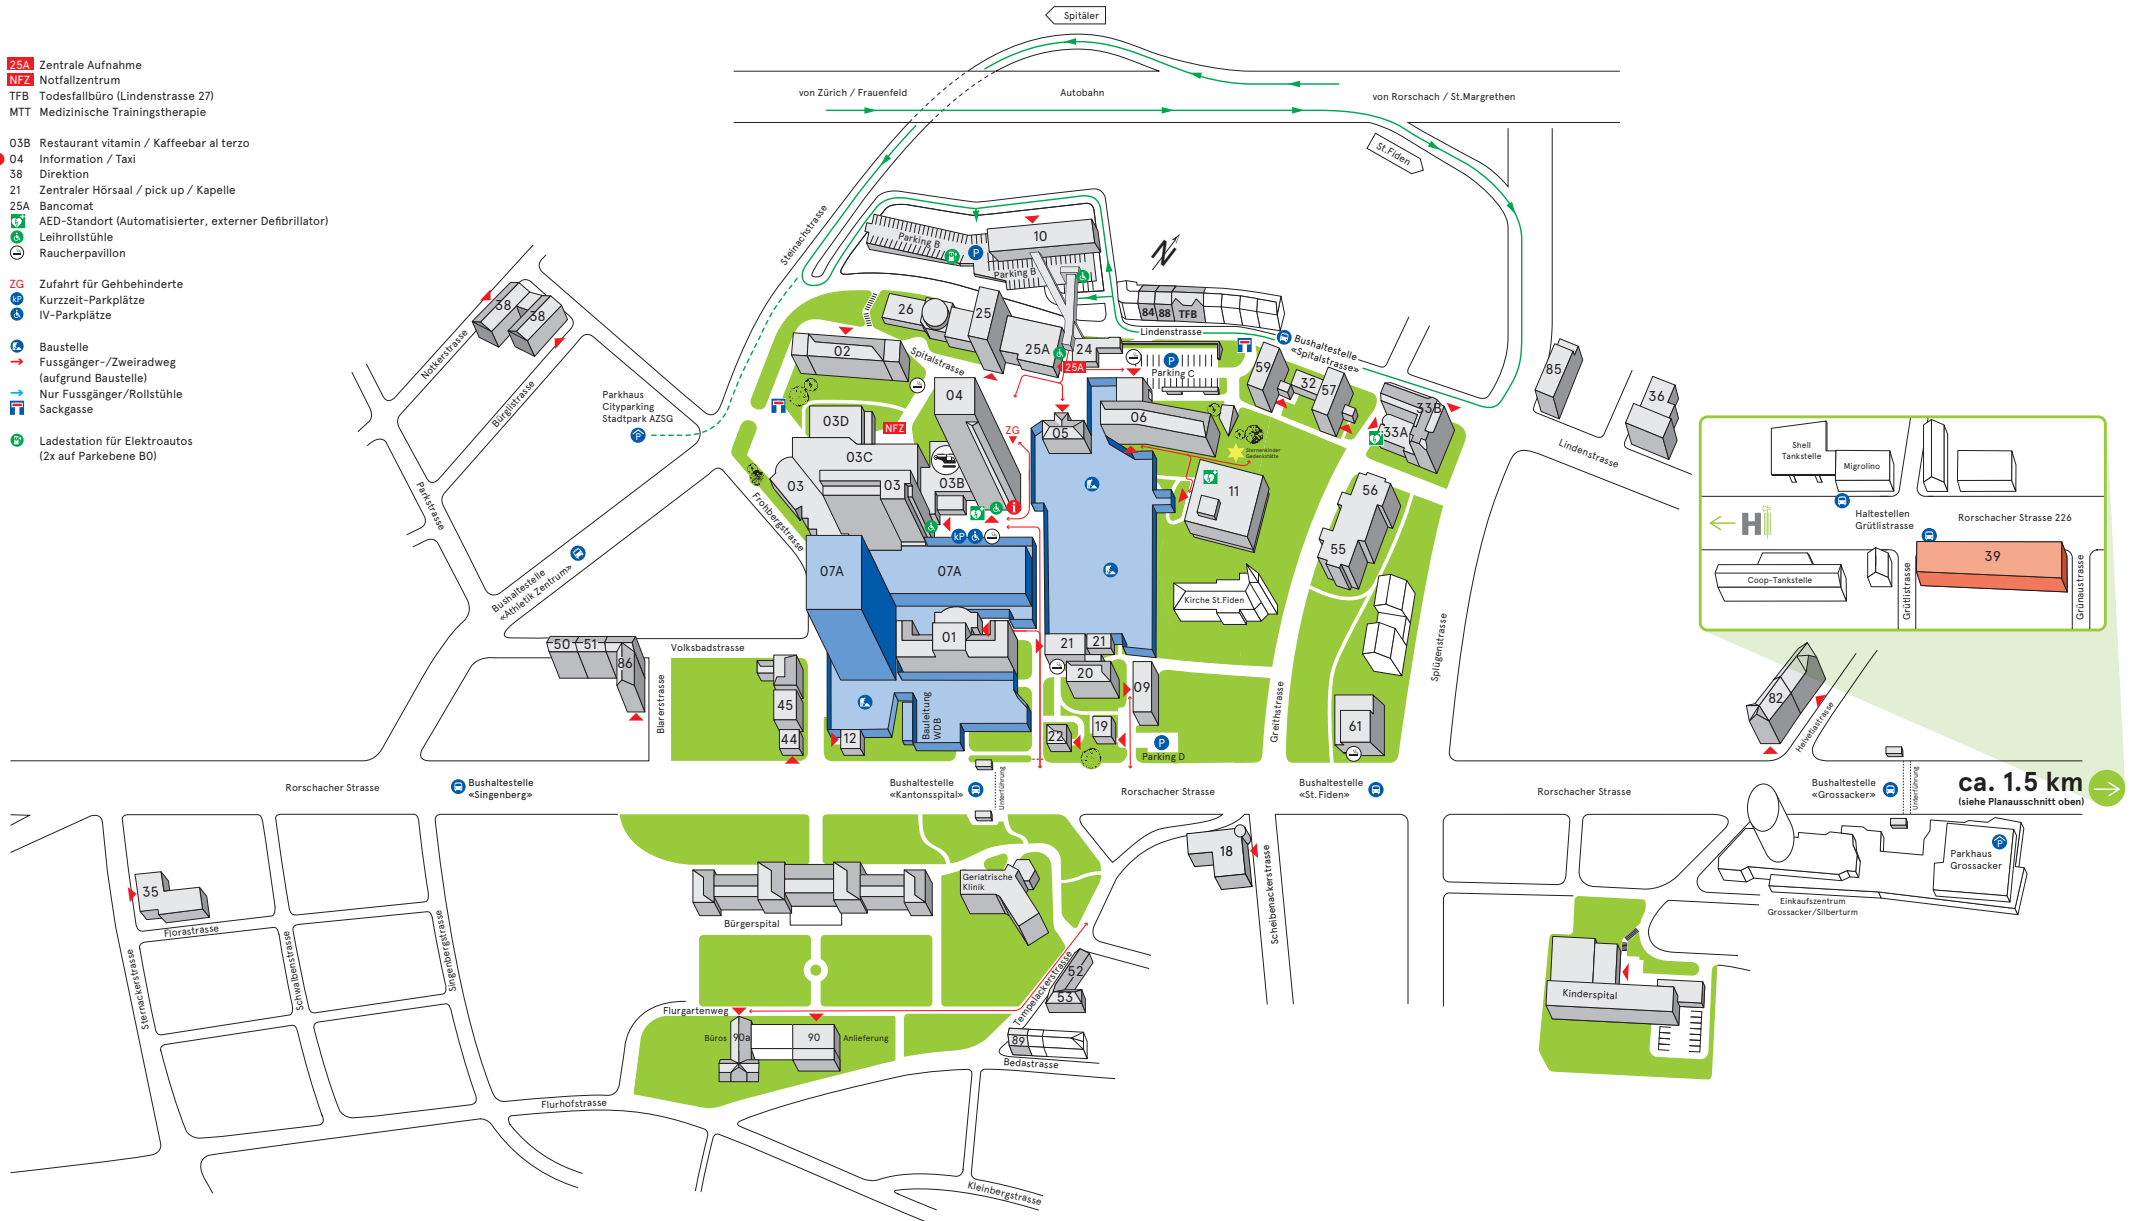 Spitäler
25A Zentrale Aufnahme
NFZ Notfallzentrum
TFB Todesfallbüro (Lindenstrasse 27)
MTT Medizinische Trainingstherapie
03B Restaurant vitamin / Kaffeebar al terzo
04 Information / Taxi
38 Direktion
21 Zentraler Hörsaal / pick up / Kapelle
25A Bancomat
AED-Standort (Automatisierter, externer Defibrillator)
Leihrollstühle
Raucherpavillon
ZG Zufahrt für Gehbehinderte
kP Kurzzeit-Parkplätze
IV-Parkplätze
Baustelle
Fussgänger-/Zweiradweg
(aufgrund Baustelle)
Nur Fussgänger/Rollstühle
Sackgasse
Ladestation für Elektroautos
(2x auf Parkebene B0)
von Zürich / Frauenfeld
Autobahn
von Rorschach / St.Margrethen
St.Fiden
Steinachstrasse
Parking B
P
10
Parking B
N
26
25
25A
24
84 88 TFB
Lindenstrasse
Bushaltestelle
«Spitalstrasse»
38
38
Notkerstrasse
Bürglistrasse
Parkstrasse
Parkhaus
Cityparking
Stadtpark AZSG
P
02
Spitalstrasse
25A
P
Parking C
59
32
57
33B
33A
85
36
Lindenstrasse
04
03D
NFZ
ZG
05
06
Sternenkinder
Gedenkstätte
03C
03
03
03B
i
kP
11
56
55
Frohbergstrasse
Bushaltestelle
«Athletik Zentrum»
07A
07A
Kirche St.Fiden
01
21
21
20
09
Volksbadstrasse
50
51
86
Blarerstrasse
45
44
12
Bauleitung
WDB
22
19
P
Parking D
Greithstrasse
61
Splügenstrasse
Shell
Tankstelle
Migrolino
Haltestellen
Grütlistrasse
Rorschacher Strasse 226
H
39
Coop-Tankstelle
Grütlistrasse
Grünaustrasse
82
Helvetiastrasse
Rorschacher Strasse
Bushaltestelle
«Singenberg»
Bushaltestelle
«Kantonsspital»
Unterführung
Rorschacher Strasse
Bushaltestelle
«St. Fiden»
Rorschacher Strasse
Bushaltestelle
«Grossacker»
Unterführung
ca. 1.5 km
(siehe Planausschnitt oben)
35
Florastrasse
Sternackerstrasse
Schwalbenstrasse
Singenbergstrasse
Bürgerspital
Geriatrische
Klinik
18
Scheibenackerstrasse
P
Parkhaus
Grossacker
Einkaufszentrum
Grossacker/Silberturm
Kinderspital
52
53
Tempelackerstrasse
Flurgartenweg
Büros 90a
90
Anlieferung
89
Bedastrasse
Flurhofstrasse
Kleinbergstrasse